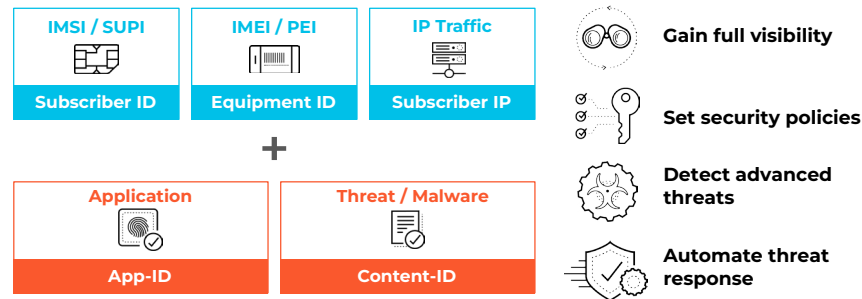 IMSI / SUPI
Subscriber ID
IMEI / PEI
Equipment ID
IP Traffic
Subscriber IP
+
Application
App-ID
Threat / Malware
Content-ID
Gain full visibility
Set security policies
Detect advanced
threats
Automate threat
response